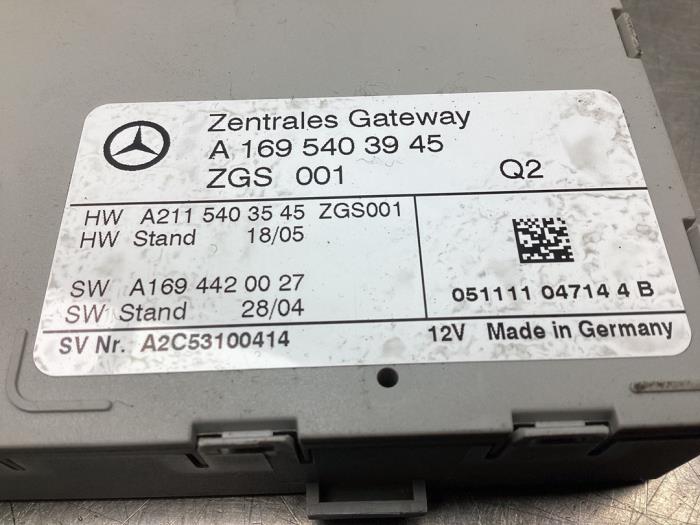 Zentrales Gateway
A 169 540 39 45
ZGS 001 Q2
HW A211 540 35 45 ZGS001
HW Stand 18/05
SW A169 442 00 27
SW Stand 28/04
051111 04714 4 B
SV Nr. A2C53100414 12V Made in Germany